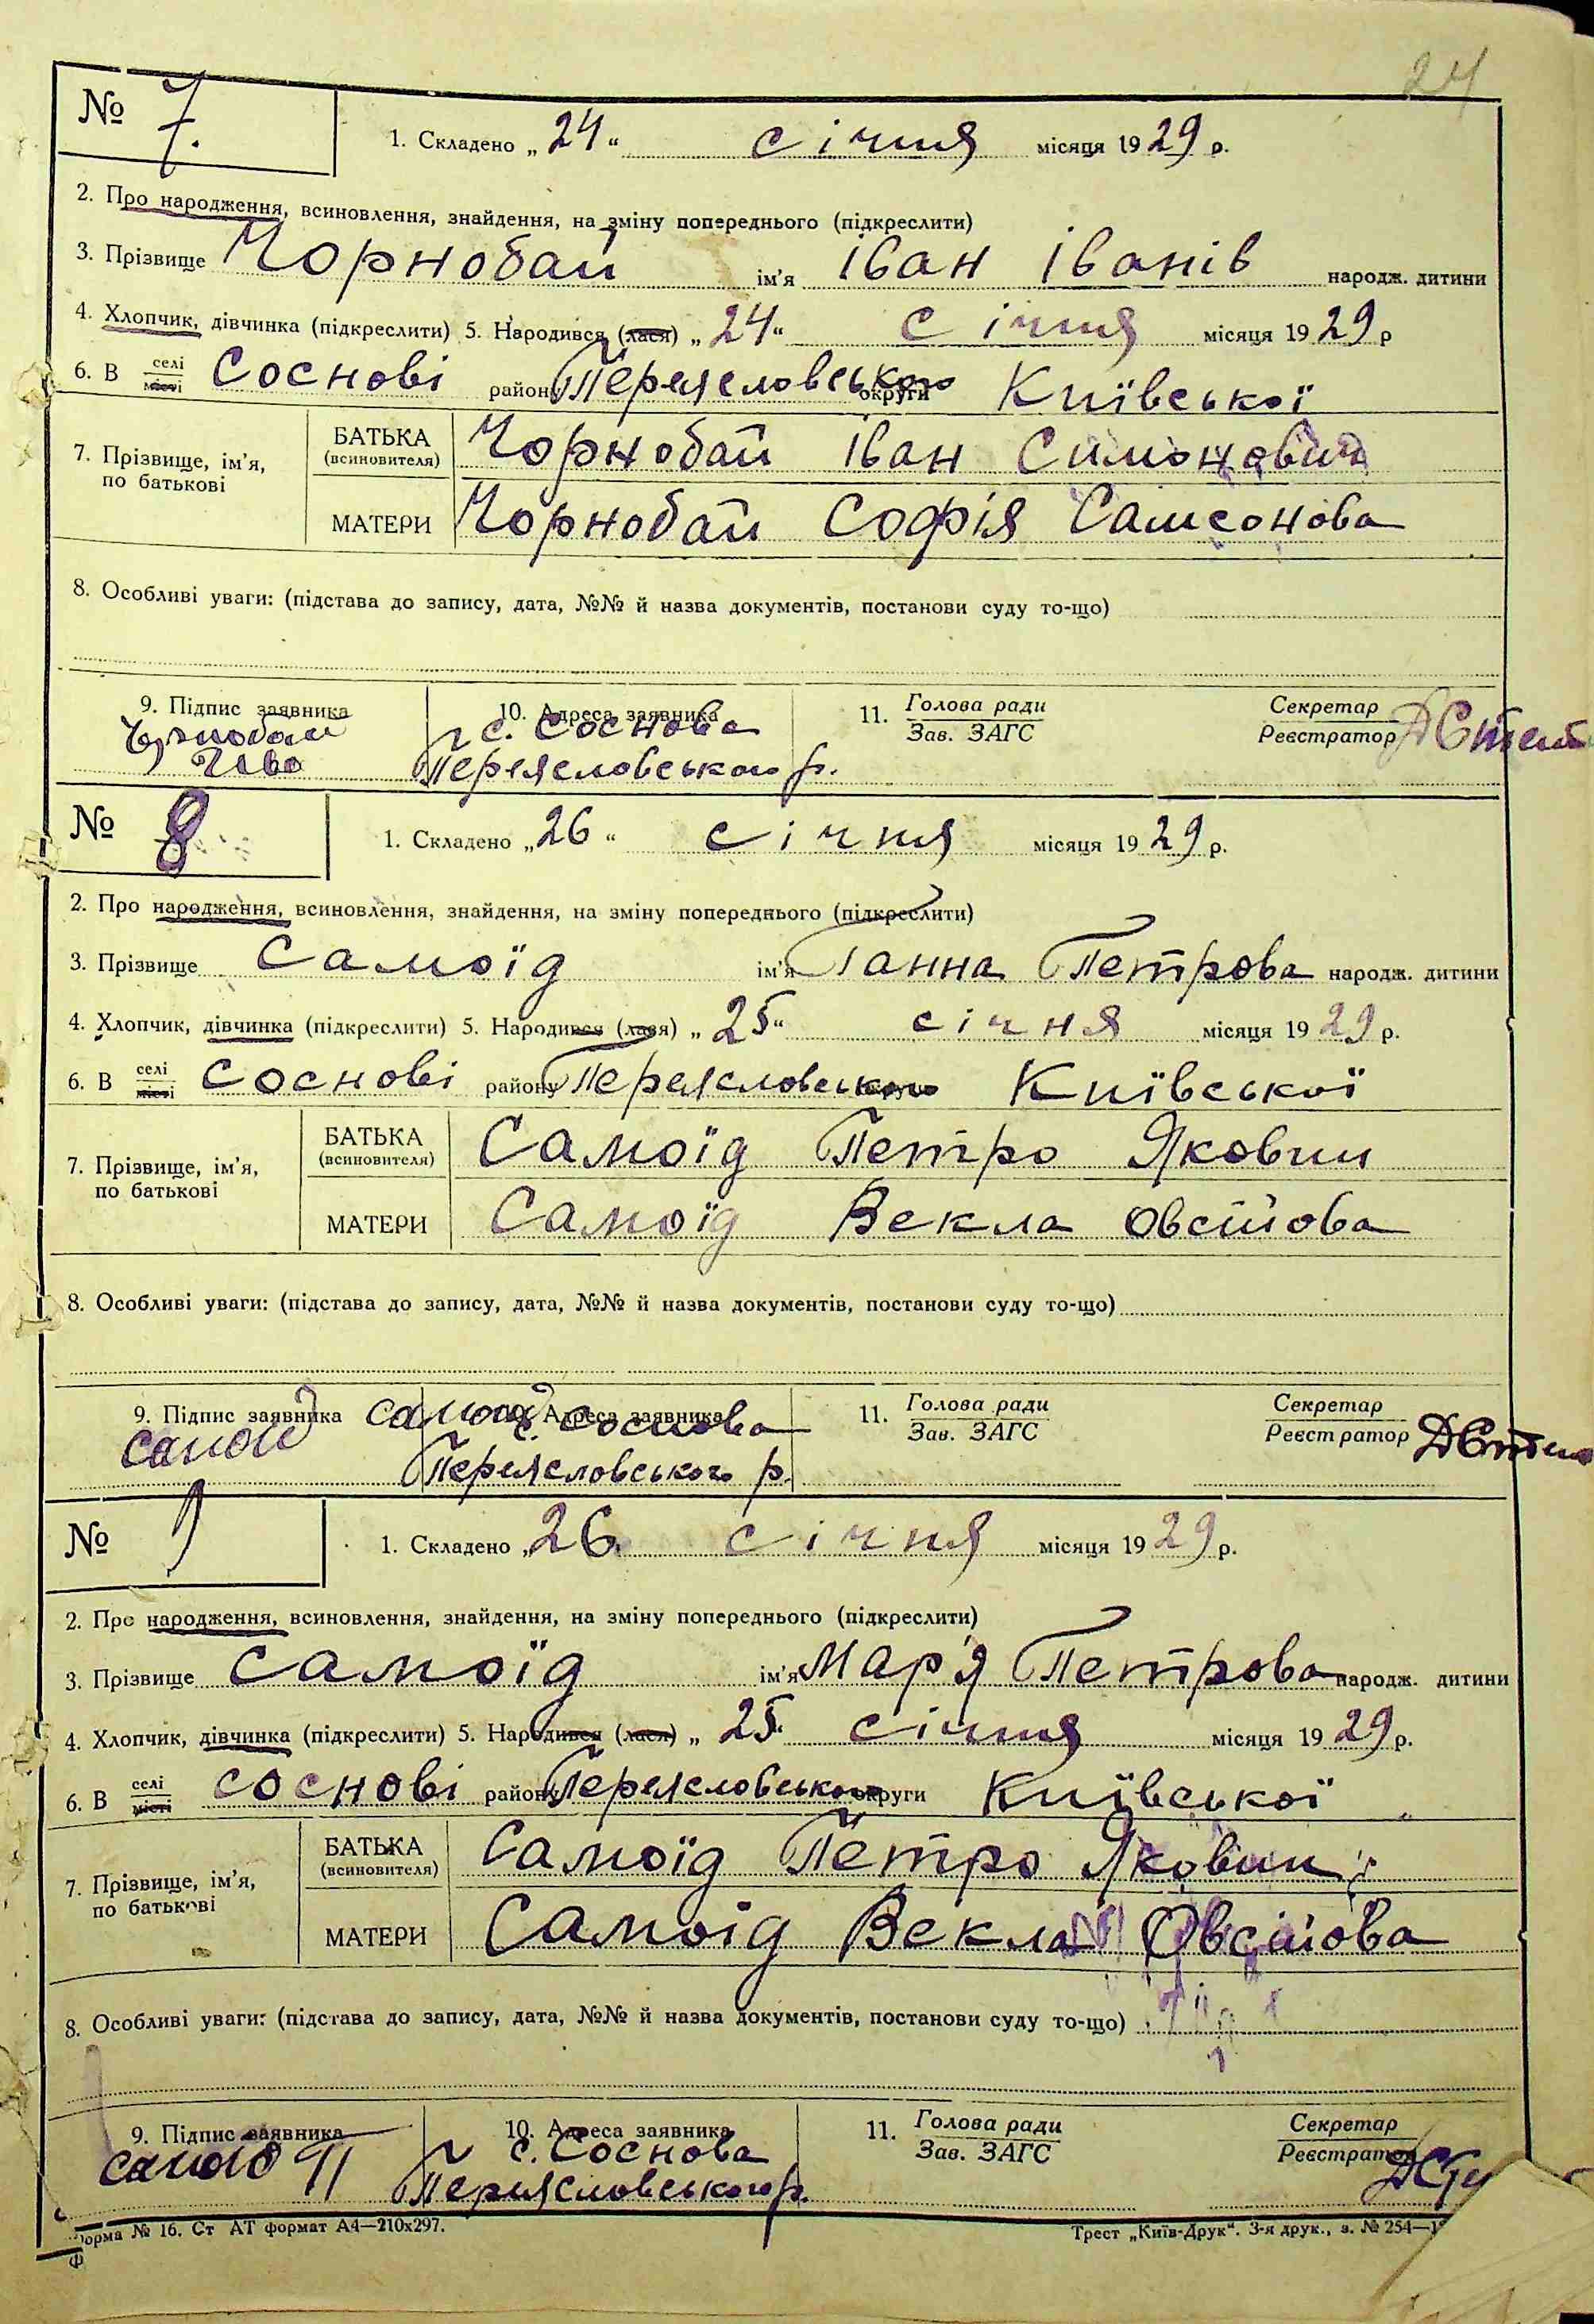 24
№ 7.
1. Складено „24“ січня місяця 1929 р.
2. Про народження, всиновлення, знайдення, на зміну попереднього (підкреслити)
3. Прізвище Чорнобай ім'я Іван Іванів народж. дитини
4. Хлопчик, дівчинка (підкреслити) 5. Народився (лася) „24“ січня місяця 1929 р
6. В селі місті Соснові району Переяславського округи Київської
7. Прізвище, ім'я, по батькові
БАТЬКА (всиновителя) Чорнобай Іван Симонович
МАТЕРИ Чорнобай Софія Самсонова
8. Особливі уваги: (підстава до запису, дата, №№ й назва документів, постанови суду то-що)
9. Підпис заявника
10. Адреса заявника с. Соснова
Переяславського р.
11. Голова ради
Зав. ЗАГС
Секретар
Реєстратор
№ 8
1. Складено „26“ січня місяця 1929 р.
2. Про народження, всиновлення, знайдення, на зміну попереднього (підкреслити)
3. Прізвище Самоїд ім'я Ганна Петрова народж. дитини
4. Хлопчик, дівчинка (підкреслити) 5. Народився (лася) „25“ січня місяця 1929 р.
6. В селі місті Соснові району Переяславського Київської
7. Прізвище, ім'я, по батькові
БАТЬКА (всиновителя) Самоїд Петро Якович
МАТЕРИ Самоїд Векла Овсійова
8. Особливі уваги: (підстава до запису, дата, №№ й назва документів, постанови суду то-що)
9. Підпис заявника
Адреса заявника с. Соснова
Переяславського р.
11. Голова ради
Зав. ЗАГС
Секретар
Реєстратор
№ 9
1. Складено „26 січня місяця 1929 р.
2. Про народження, всиновлення, знайдення, на зміну попереднього (підкреслити)
3. Прізвище Самоїд ім'я Мар'я Петрова народж. дитини
4. Хлопчик, дівчинка (підкреслити) 5. Народився (лася) „25“ січня місяця 1929 р.
6. В селі місті Соснові району Переяславського округи Київської
7. Прізвище, ім'я, по батькові
БАТЬКА (всиновителя) Самоїд Петро Якович
МАТЕРИ Самоїд Векла Овсійова
8. Особливі уваги: (підстава до запису, дата, №№ й назва документів, постанови суду то-що)
9. Підпис заявника
10. Адреса заявника с. Соснова
Переяславського р.
11. Голова ради
Зав. ЗАГС
Секретар
Реєстратор
форма № 16. Ст АТ формат А4—210х297.
Трест „Київ-Друк“. 3-я друк., з. № 254—